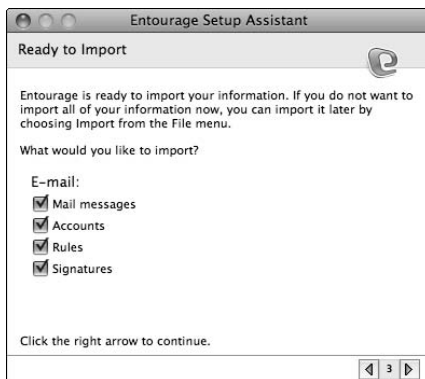 Entourage Setup Assistant
Ready to Import
Entourage is ready to import your information. If you do not want to
import all of your information now, you can import it later by
choosing Import from the File menu.
What would you like to import?
E-mail:
Mail messages
Accounts
Rules
Signatures
Click the right arrow to continue.
3